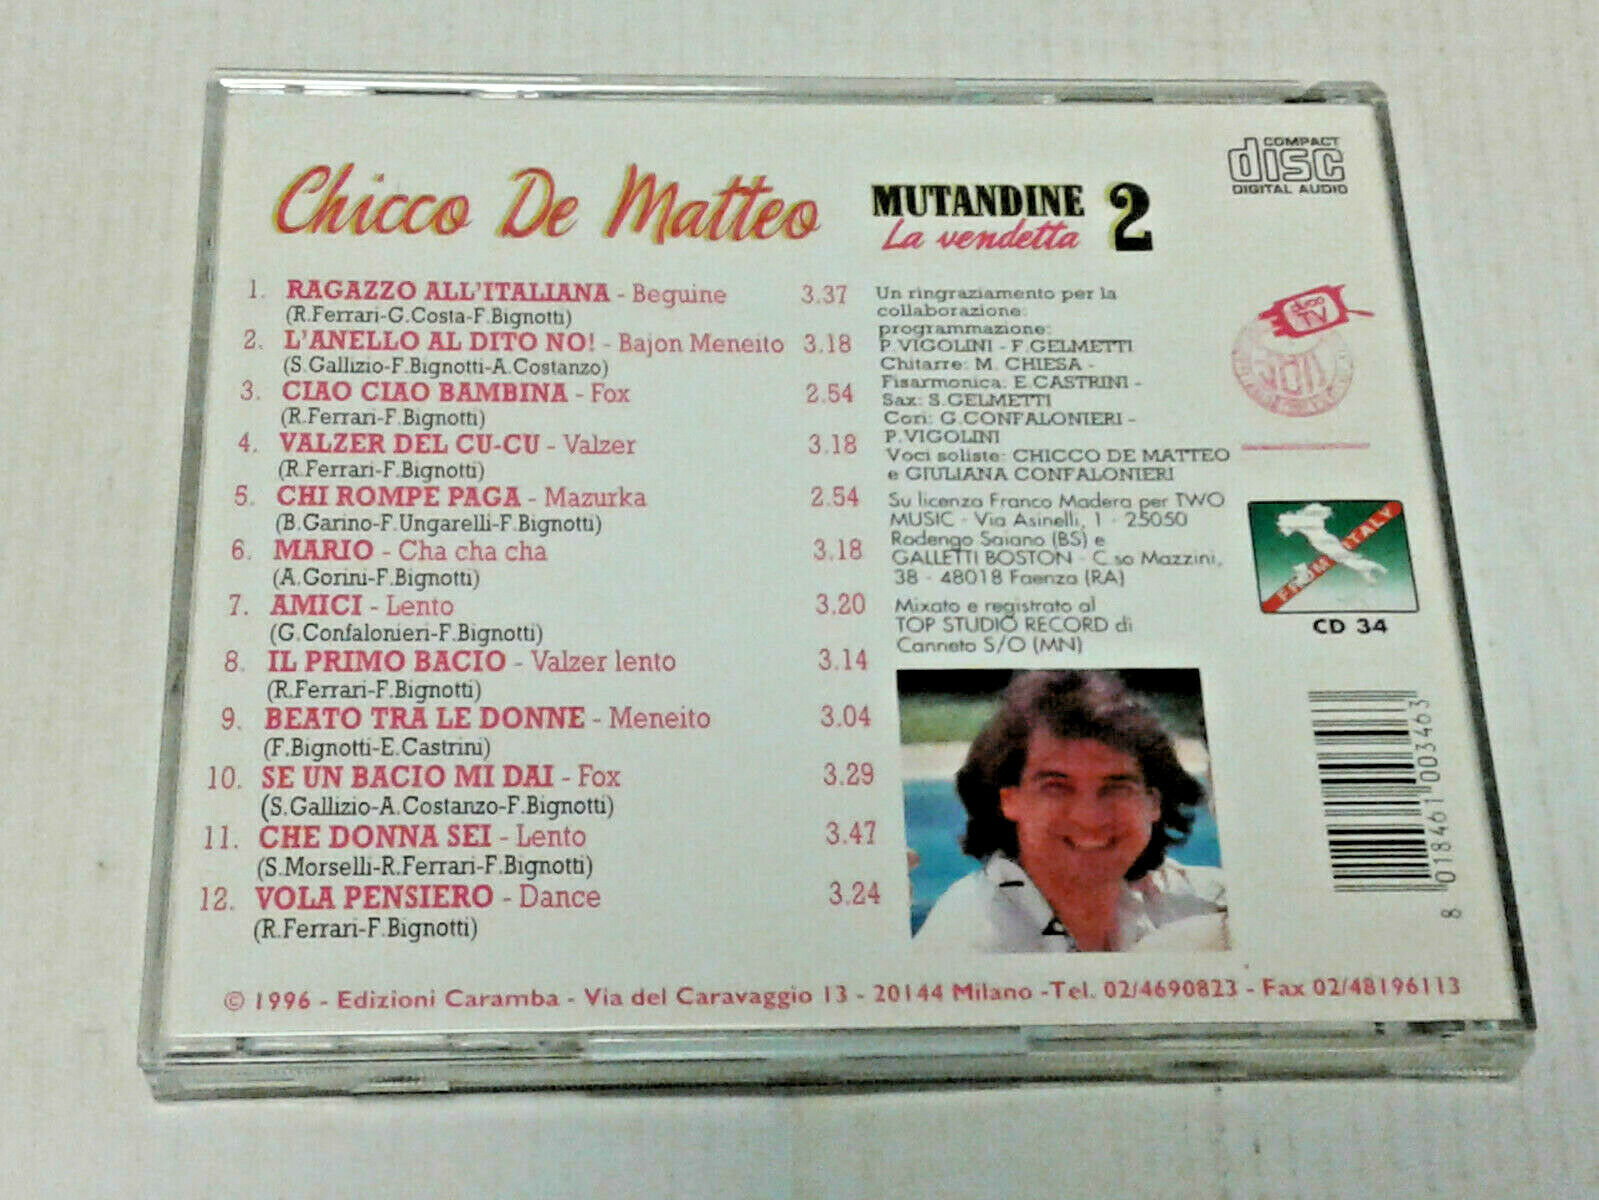 Chicco De Matteo
MUTANDINE 2
La vendetta
COMPACT
disc
DIGITAL AUDIO
1. RAGAZZO ALL'ITALIANA - Beguine 3.37
(R.Ferrari-G.Costa-F.Bignotti)
2. L'ANELLO AL DITO NO! - Bajon Meneito 3.18
(S.Gallizio-F.Bignotti-A.Costanzo)
3. CIAO CIAO BAMBINA - Fox 2.54
(R.Ferrari-F.Bignotti)
4. VALZER DEL CU-CU - Valzer 3.18
(R.Ferrari-F.Bignotti)
5. CHI ROMPE PAGA - Mazurka 2.54
(B.Garino-F.Ungarelli-F.Bignotti)
6. MARIO - Cha cha cha 3.18
(A.Gorini-F.Bignotti)
7. AMICI - Lento 3.20
(G.Confalonieri-F.Bignotti)
8. IL PRIMO BACIO - Valzer lento 3.14
(R.Ferrari-F.Bignotti)
9. BEATO TRA LE DONNE - Meneito 3.04
(F.Bignotti-E.Castrini)
10. SE UN BACIO MI DAI - Fox 3.29
(S.Gallizio-A.Costanzo-F.Bignotti)
11. CHE DONNA SEI - Lento 3.47
(S.Morselli-R.Ferrari-F.Bignotti)
12. VOLA PENSIERO - Dance 3.24
(R.Ferrari-F.Bignotti)
Un ringraziamento per la
collaborazione:
programmazione:
P.VIGOLINI - F.GELMETTI
Chitarre: M. CHIESA -
Fisarmonica: E.CASTRINI -
Sax: S.GELMETTI
Cori: G.CONFALONIERI -
P.VIGOLINI
Voci soliste: CHICCO DE MATTEO
e GIULIANA CONFALONIERI
Su licenza Franco Madera per TWO
MUSIC - Via Asinelli, 1 - 25050
Rodengo Saiano (BS) e
GALLETTI BOSTON - C.so Mazzini,
38 - 48018 Faenza (RA)
Mixato e registrato al
TOP STUDIO RECORD di
Canneto S/O (MN)
TV
FROM ITALY
CD 34
8 018461 003463
© 1996 - Edizioni Caramba - Via del Caravaggio 13 - 20144 Milano -Tel. 02/4690823 - Fax 02/48196113